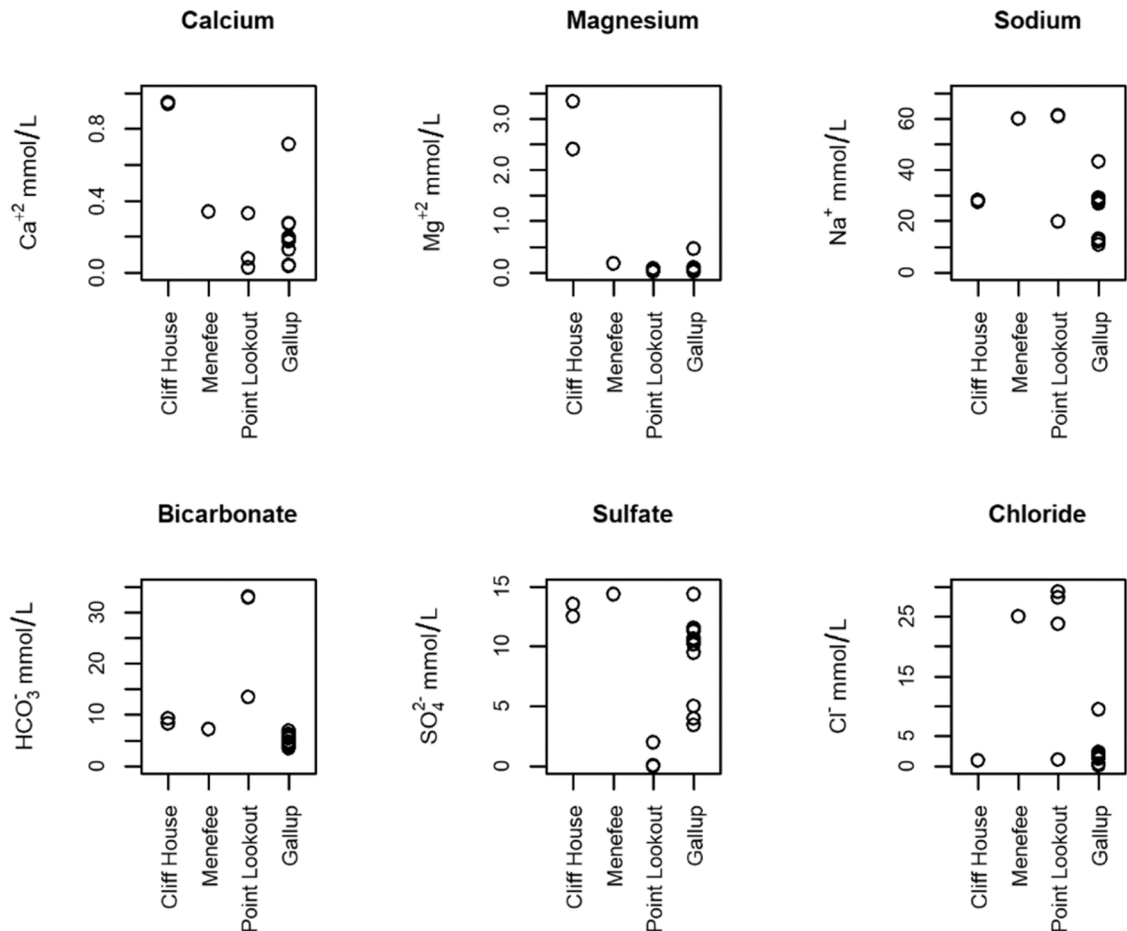 Calcium
Ca+2 mmol/L
0.0 0.4 0.8
Cliff House
Menefee
Point Lookout
Gallup
Magnesium
Mg+2 mmol/L
0.0 1.0 2.0 3.0
Cliff House
Menefee
Point Lookout
Gallup
Sodium
Na+ mmol/L
0 20 40 60
Cliff House
Menefee
Point Lookout
Gallup
Bicarbonate
HCO3- mmol/L
0 10 20 30
Cliff House
Menefee
Point Lookout
Gallup
Sulfate
SO42- mmol/L
0 5 10 15
Cliff House
Menefee
Point Lookout
Gallup
Chloride
Cl- mmol/L
0 5 15 25
Cliff House
Menefee
Point Lookout
Gallup